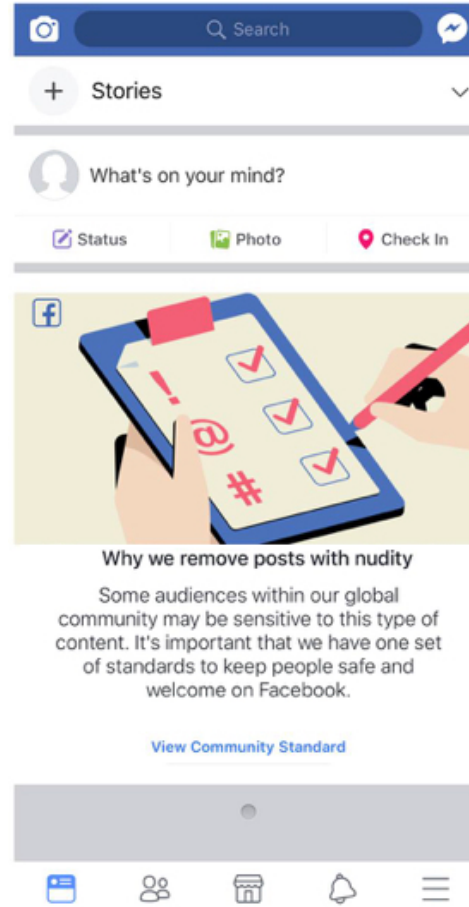 Search
Stories
What's on your mind?
Status Photo Check In
f
!
@
#
Why we remove posts with nudity
Some audiences within our global
community may be sensitive to this type of
content. It's important that we have one set
of standards to keep people safe and
welcome on Facebook.
View Community Standard